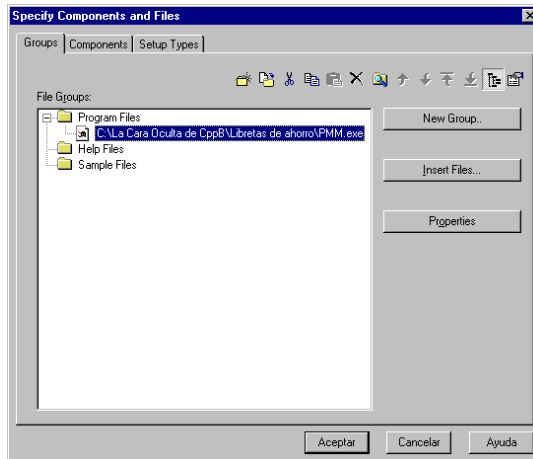 Specify Components and Files
Groups Components Setup Types
File Groups:
Program Files
C:\La Cara Oculta de CppB\Libretas de ahorro\PMM.exe
Help Files
Sample Files
New Group..
Insert Files...
Properties
Aceptar Cancelar Ayuda